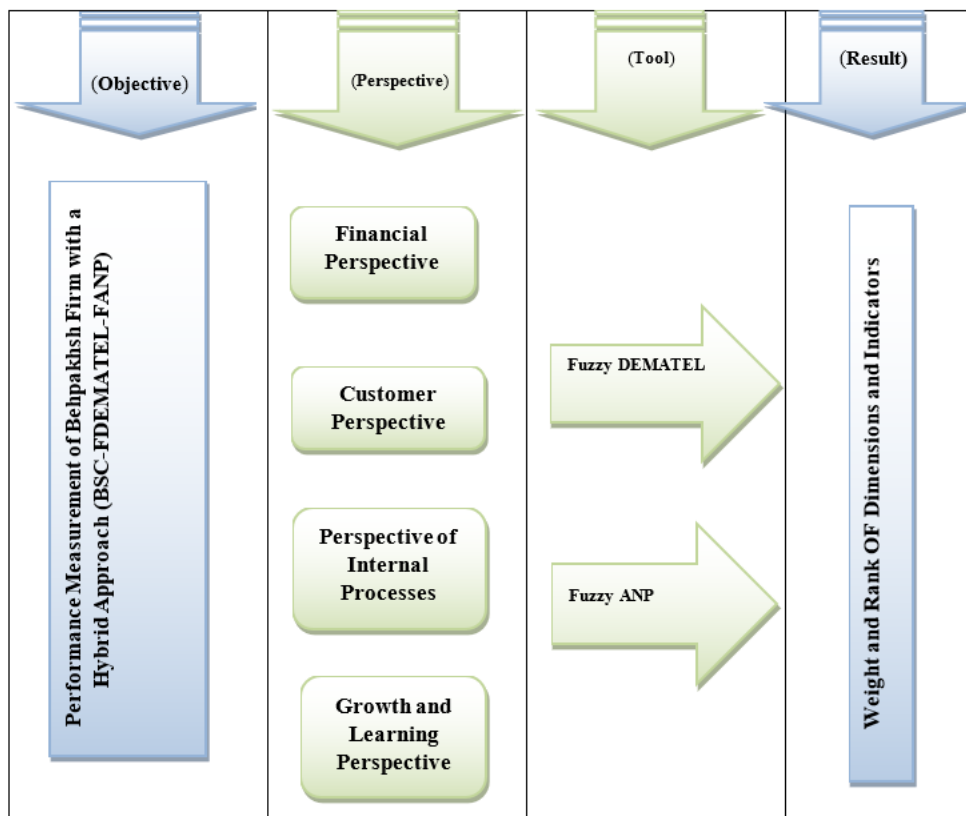 (Objective)
Performance Measurement of Behpakhsh Firm with a
Hybrid Approach (BSC-FDEMATEL-FANP)
(Perspective)
Financial
Perspective
Customer
Perspective
Perspective of
Internal
Processes
Growth and
Learning
Perspective
(Tool)
Fuzzy DEMATEL
Fuzzy ANP
(Result)
Weight and Rank OF Dimensions and Indicators